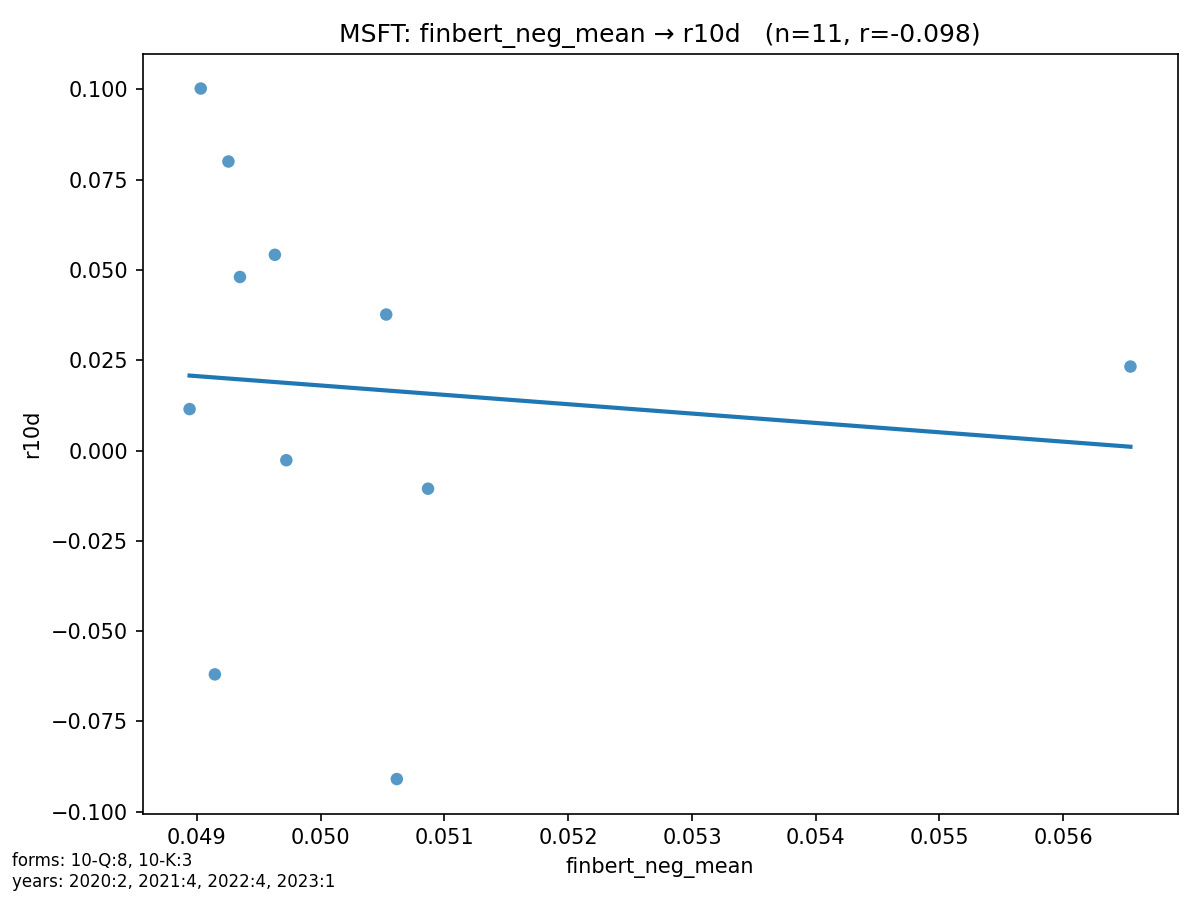 MSFT: finbert_neg_mean → r10d (n=11, r=-0.098)
0.100
0.075
0.050
0.025
0.000
−0.025
−0.050
−0.075
−0.100
r10d
0.049 0.050 0.051 0.052 0.053 0.054 0.055 0.056
finbert_neg_mean
forms: 10-Q:8, 10-K:3
years: 2020:2, 2021:4, 2022:4, 2023:1